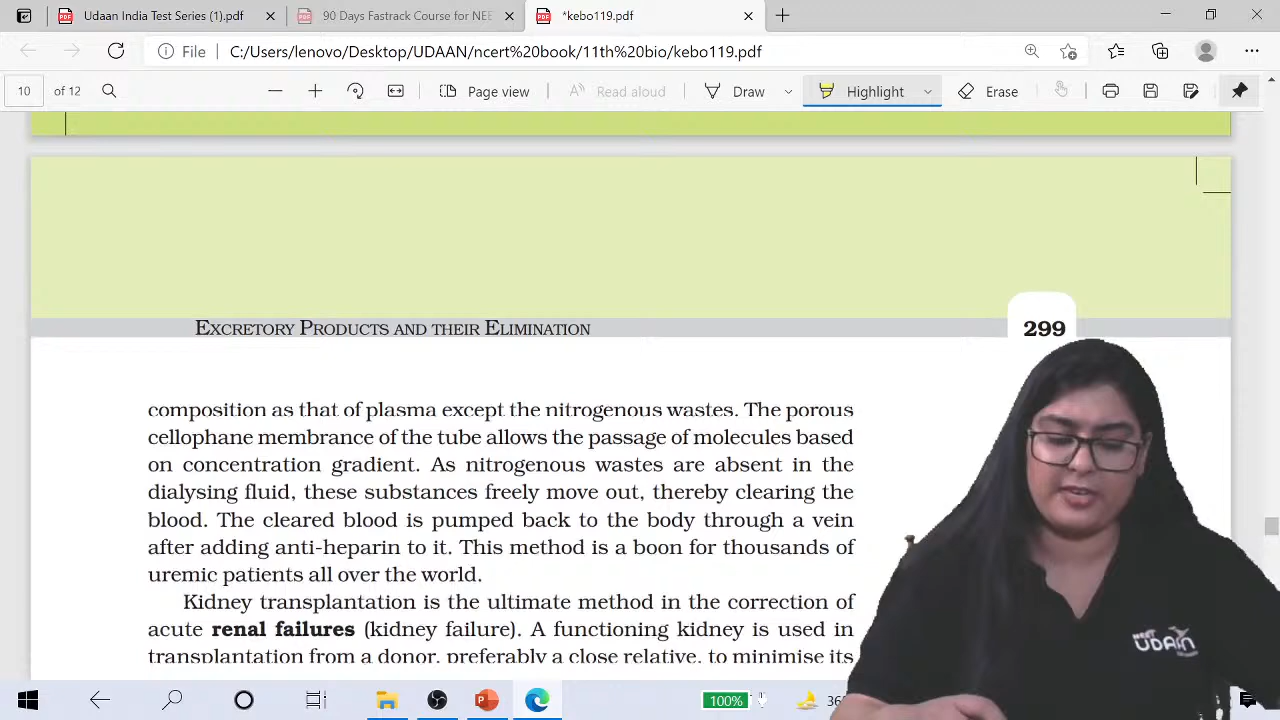 Udaan India Test Series (1).pdf
90 Days Fastrack Course for NEE
*kebo119.pdf
File
C:/Users/lenovo/Desktop/UDAAN/ncert%20book/11th%20bio/kebo119.pdf
10 of 12
Page view
Read aloud
Draw
Highlight
Erase
EXCRETORY PRODUCTS AND THEIR ELIMINATION
299
composition as that of plasma except the nitrogenous wastes. The porous
cellophane membrance of the tube allows the passage of molecules based
on concentration gradient. As nitrogenous wastes are absent in the
dialysing fluid, these substances freely move out, thereby clearing the
blood. The cleared blood is pumped back to the body through a vein
after adding anti-heparin to it. This method is a boon for thousands of
uremic patients all over the world.
Kidney transplantation is the ultimate method in the correction of
acute renal failures (kidney failure). A functioning kidney is used in
transplantation from a donor, preferably a close relative, to minimise its
UDAAN
100%
36